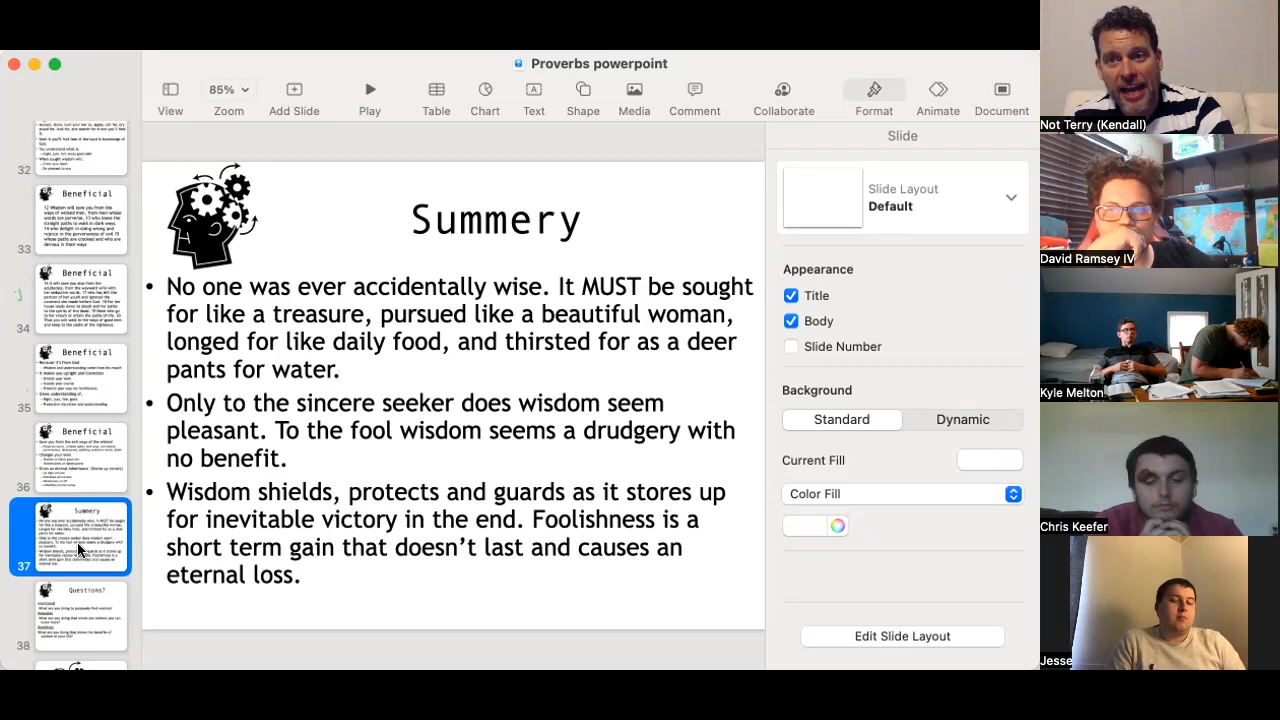 Proverbs powerpoint
View
85%
Zoom
Add Slide
Play
Table
Chart
Text
Shape
Media
Comment
Collaborate
Format
Animate
Document
32
Beneficial
33
Beneficial
34
Beneficial
35
Beneficial
36
Summery
37
Questions?
38
Summery
• No one was ever accidentally wise. It MUST be sought
for like a treasure, pursued like a beautiful woman,
longed for like daily food, and thirsted for as a deer
pants for water.
• Only to the sincere seeker does wisdom seem
pleasant. To the fool wisdom seems a drudgery with
no benefit.
• Wisdom shields, protects and guards as it stores up
for inevitable victory in the end. Foolishness is a
short term gain that doesn’t last and causes an
eternal loss.
Slide
Slide Layout
Default
Appearance
Title
Body
Slide Number
Background
Standard
Dynamic
Current Fill
Color Fill
Edit Slide Layout
Not Terry (Kendall)
David Ramsey IV
Kyle Melton
Chris Keefer
Jesse